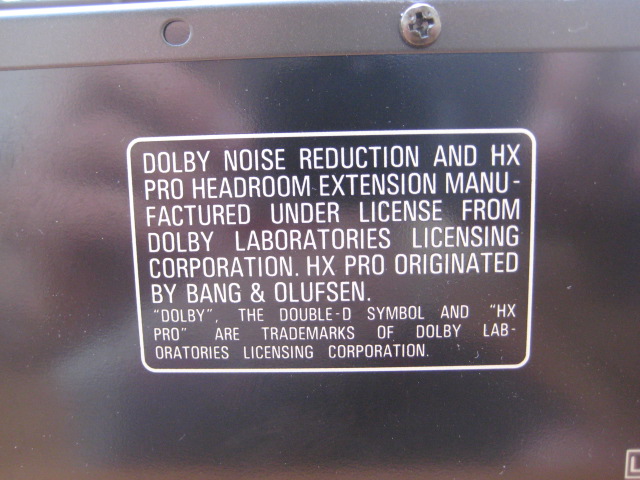 DOLBY NOISE REDUCTION AND HX
PRO HEADROOM EXTENSION MANU-
FACTURED UNDER LICENSE FROM
DOLBY LABORATORIES LICENSING
CORPORATION. HX PRO ORIGINATED
BY BANG & OLUFSEN.
"DOLBY", THE DOUBLE-D SYMBOL AND "HX
PRO" ARE TRADEMARKS OF DOLBY LAB-
ORATORIES LICENSING CORPORATION.